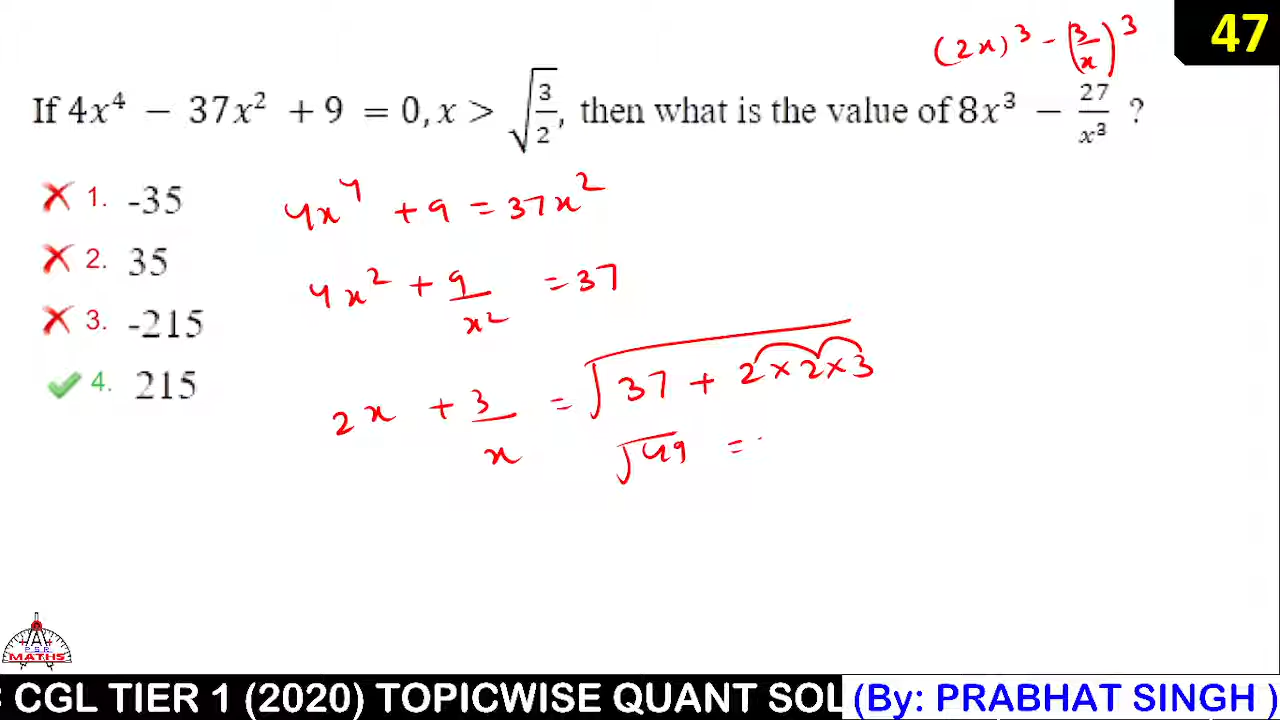 47
(2x)³ - (3/x)³
If 4x⁴ − 37x² + 9 = 0, x > √(3/2), then what is the value of 8x³ − 27/x³ ?
1. -35
2. 35
3. -215
4. 215
4x⁴ + 9 = 37x²
4x² + 9/x² = 37
2x + 3/x = √(37 + 2×2×3)
√49 =
PSR
MATHS
: CGL TIER 1 (2020) TOPICWISE QUANT SOL (By: PRABHAT SINGH )